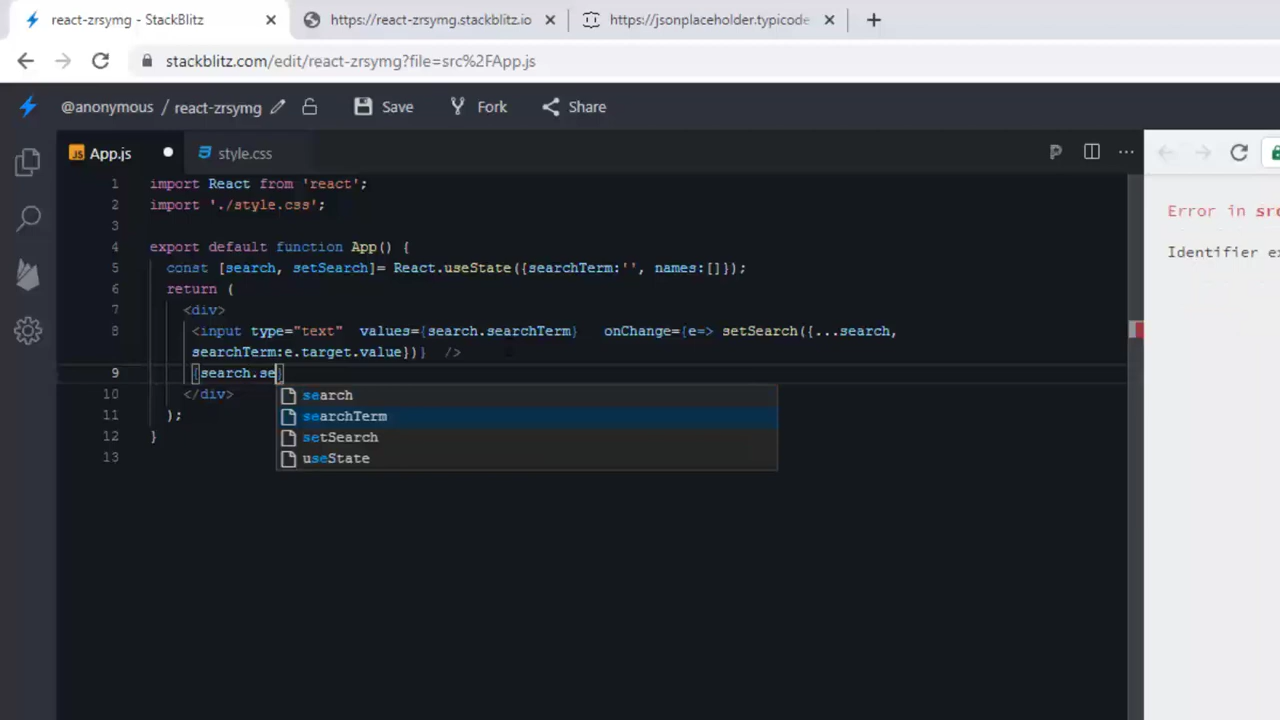 react-zrsymg - StackBlitz
https://react-zrsymg.stackblitz.io
https://jsonplaceholder.typicode
stackblitz.com/edit/react-zrsymg?file=src%2FApp.js
@anonymous / react-zrsymg Save Fork Share
JS App.js style.css
1 import React from 'react';
2 import './style.css';
3
4 export default function App() {
5 const [search, setSearch]= React.useState({searchTerm:'', names:[]});
6 return (
7 <div>
8 <input type="text" values={search.searchTerm} onChange={e=> setSearch({...search,
searchTerm:e.target.value})} />
9 {search.se}
10 </div>
11 );
12 }
13
search
searchTerm
setSearch
useState
Error in
Identifier